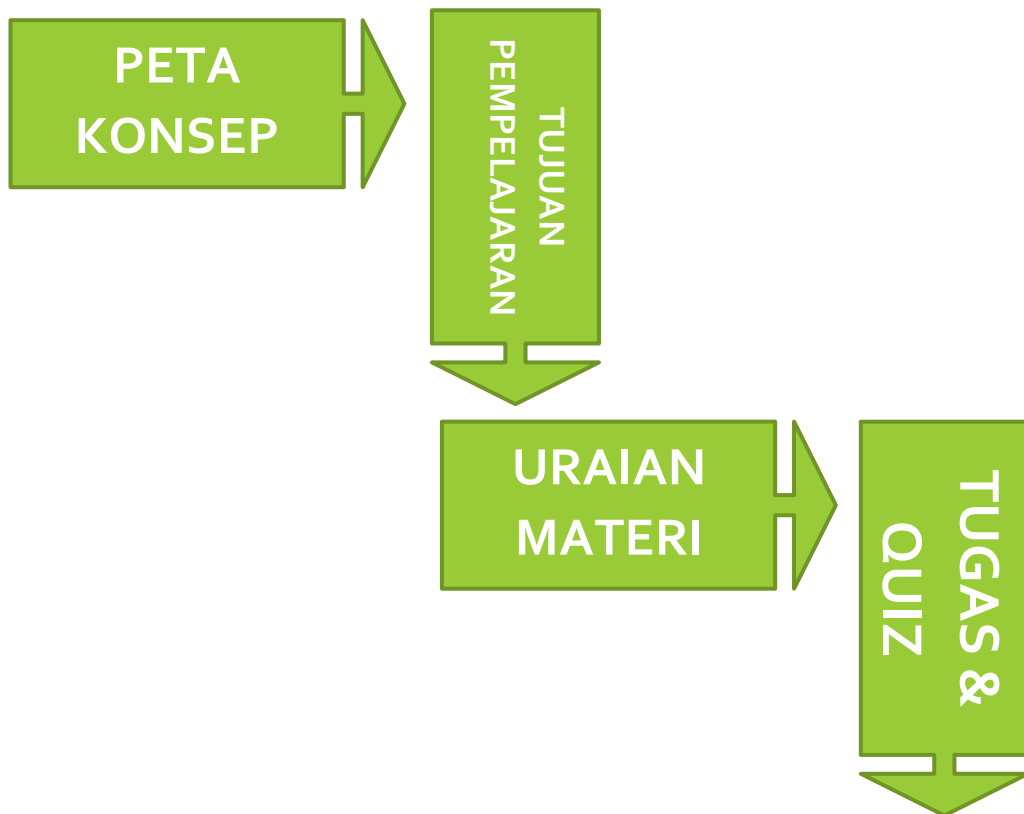 PETA
KONSEP
TUJUAN
PEMPELAJARAN
URAIAN
MATERI
TUGAS &
QUIZ